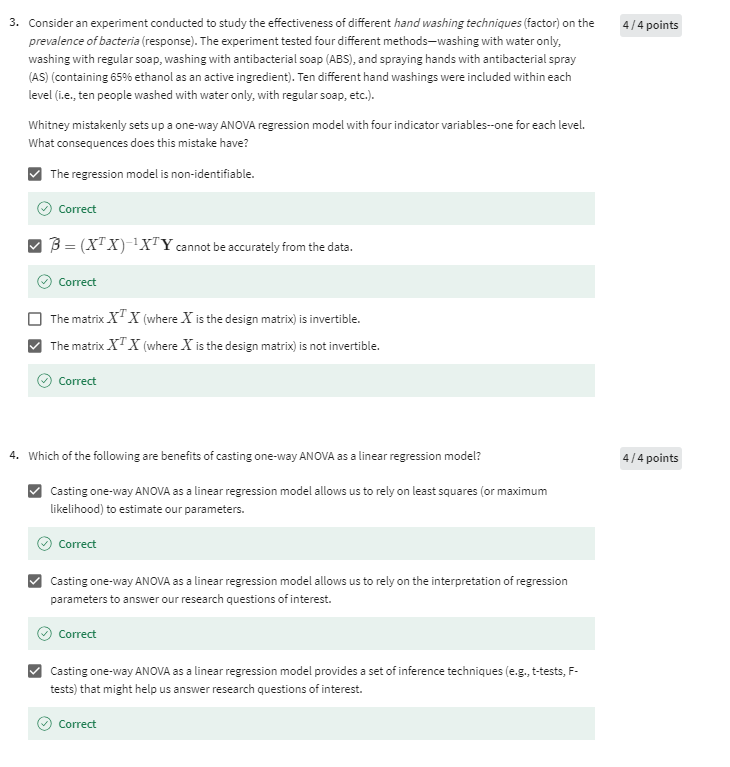 3. Consider an experiment conducted to study the effectiveness of different hand washing techniques (factor) on the
4 / 4 points
prevalence of bacteria (response). The experiment tested four different methods—washing with water only,
washing with regular soap, washing with antibacterial soap (ABS), and spraying hands with antibacterial spray
(AS) (containing 65% ethanol as an active ingredient). Ten different hand washings were included within each
level (i.e., ten people washed with water only, with regular soap, etc.).
Whitney mistakenly sets up a one-way ANOVA regression model with four indicator variables--one for each level.
What consequences does this mistake have?
The regression model is non-identifiable.
Correct
β̂ = (XᵀX)⁻¹XᵀY cannot be accurately from the data.
Correct
The matrix XᵀX (where X is the design matrix) is invertible.
The matrix XᵀX (where X is the design matrix) is not invertible.
Correct
4. Which of the following are benefits of casting one-way ANOVA as a linear regression model?
4 / 4 points
Casting one-way ANOVA as a linear regression model allows us to rely on least squares (or maximum
likelihood) to estimate our parameters.
Correct
Casting one-way ANOVA as a linear regression model allows us to rely on the interpretation of regression
parameters to answer our research questions of interest.
Correct
Casting one-way ANOVA as a linear regression model provides a set of inference techniques (e.g., t-tests, F-
tests) that might help us answer research questions of interest.
Correct